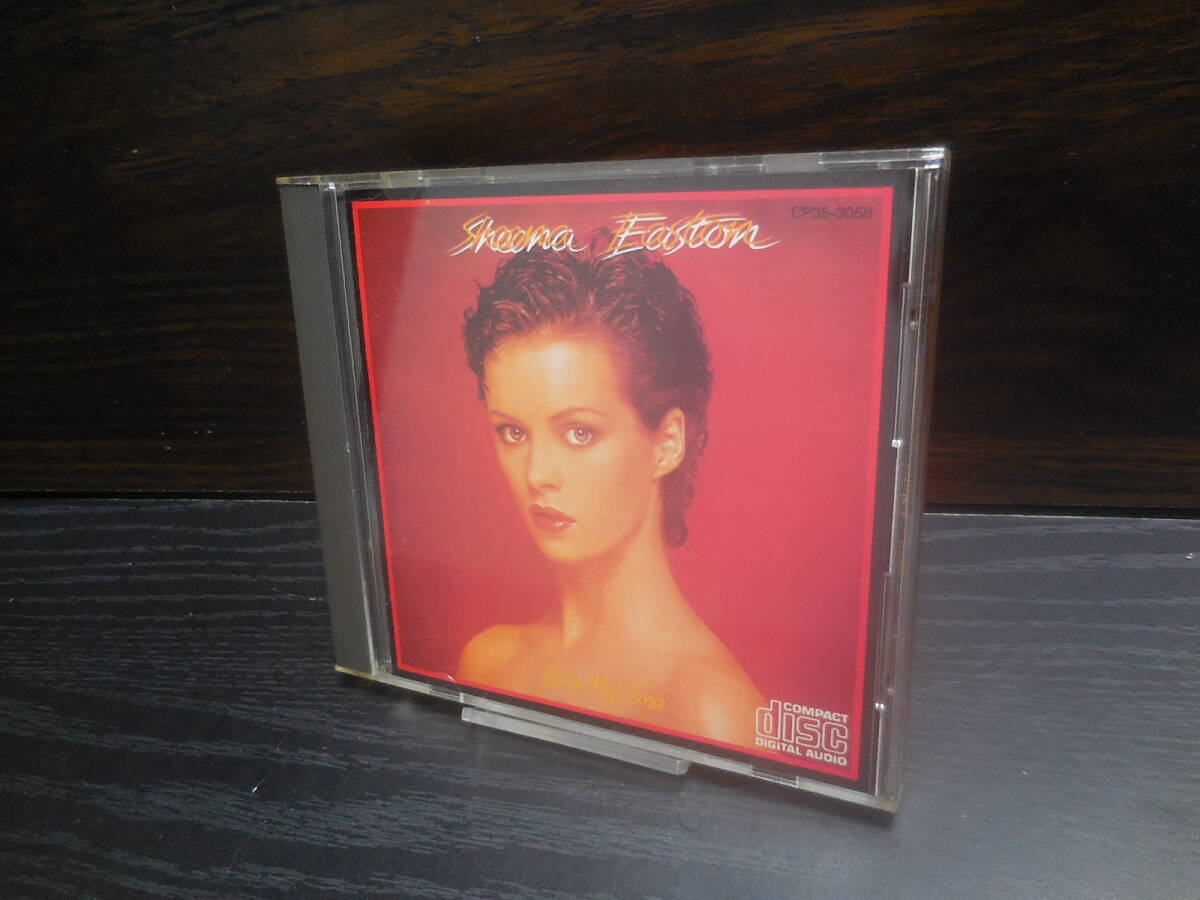 CP35-3058
Sheena Easton
Take My Time
COMPACT
disc
DIGITAL AUDIO